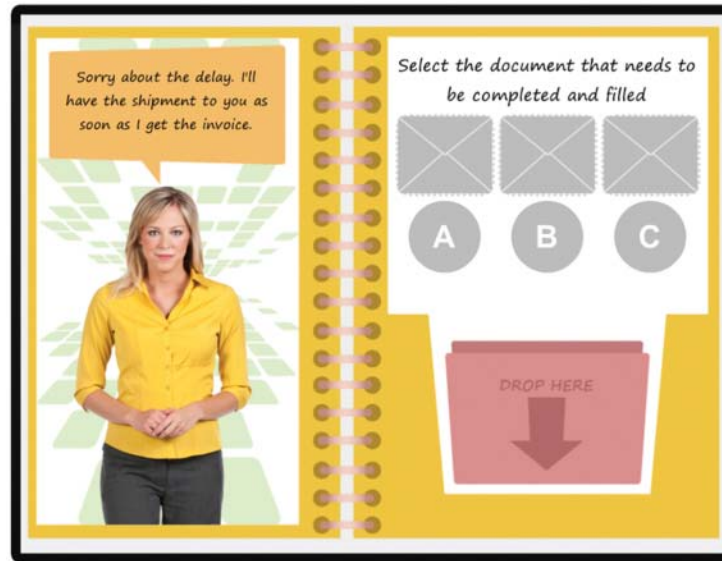 Sorry about the delay. I'll
have the shipment to you as
soon as I get the invoice.
Select the document that needs to
be completed and filled
A
B
C
DROP HERE